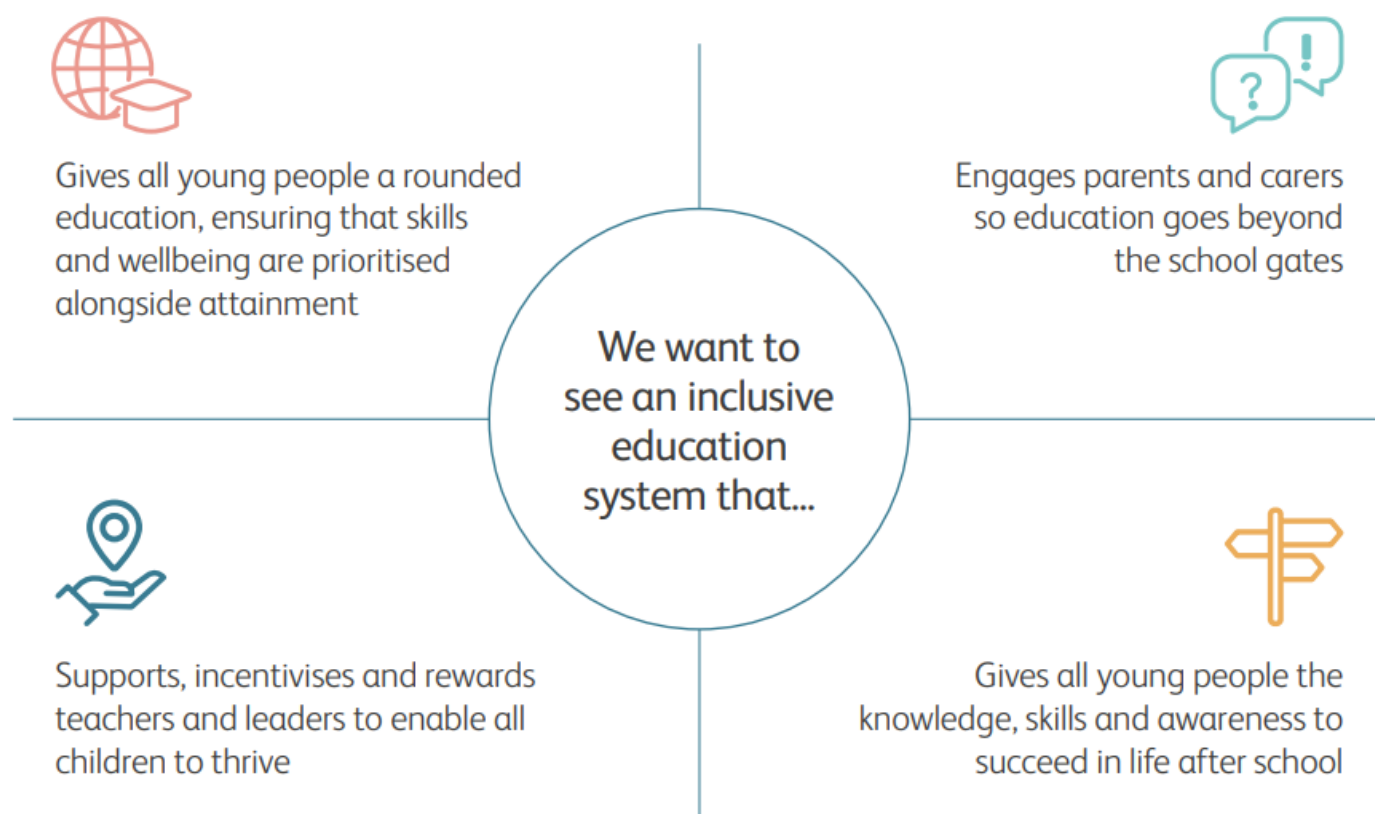 Gives all young people a rounded
education, ensuring that skills
and wellbeing are prioritised
alongside attainment
?
!
Engages parents and carers
so education goes beyond
the school gates
We want to
see an inclusive
education
system that...
Supports, incentivises and rewards
teachers and leaders to enable all
children to thrive
Gives all young people the
knowledge, skills and awareness to
succeed in life after school